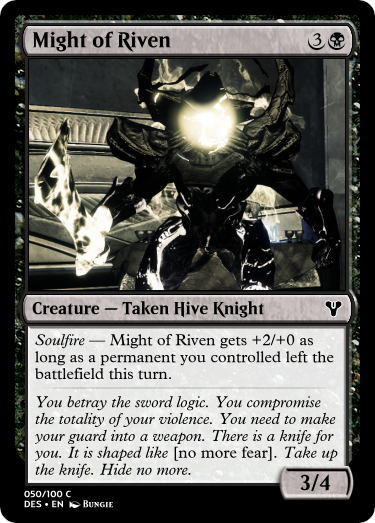 Might of Riven 3
Creature — Taken Hive Knight
Soulfire — Might of Riven gets +2/+0 as
long as a permanent you controlled left the
battlefield this turn.
You betray the sword logic. You compromise
the totality of your violence. You need to make
your guard into a weapon. There is a knife for
you. It is shaped like [no more fear]. Take up
the knife. Hide no more.
3/4
050/100 C
DES • EN Bungie